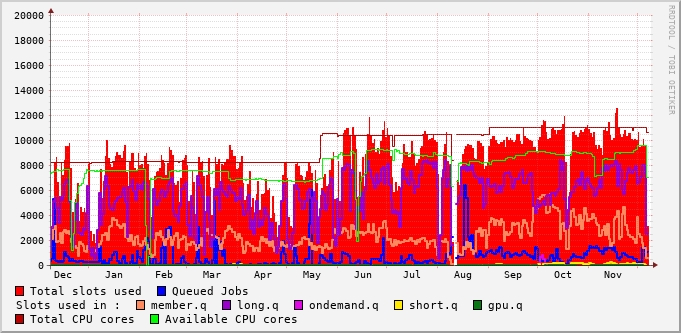 RRDTOOL / TOBI OETIKER
20000
18000
16000
14000
12000
10000
8000
6000
4000
2000
0
Dec Jan Feb Mar Apr May Jun Jul Aug Sep Oct Nov
Total slots used Queued Jobs
Slots used in : member.q long.q ondemand.q short.q gpu.q
Total CPU cores Available CPU cores